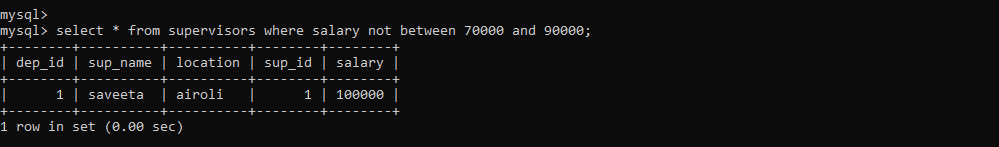 mysql>
mysql> select * from supervisors where salary not between 70000 and 90000;
+--------+----------+----------+--------+--------+
| dep_id | sup_name | location | sup_id | salary |
+--------+----------+----------+--------+--------+
|      1 | saveeta  | airoli   |      1 | 100000 |
+--------+----------+----------+--------+--------+
1 row in set (0.00 sec)